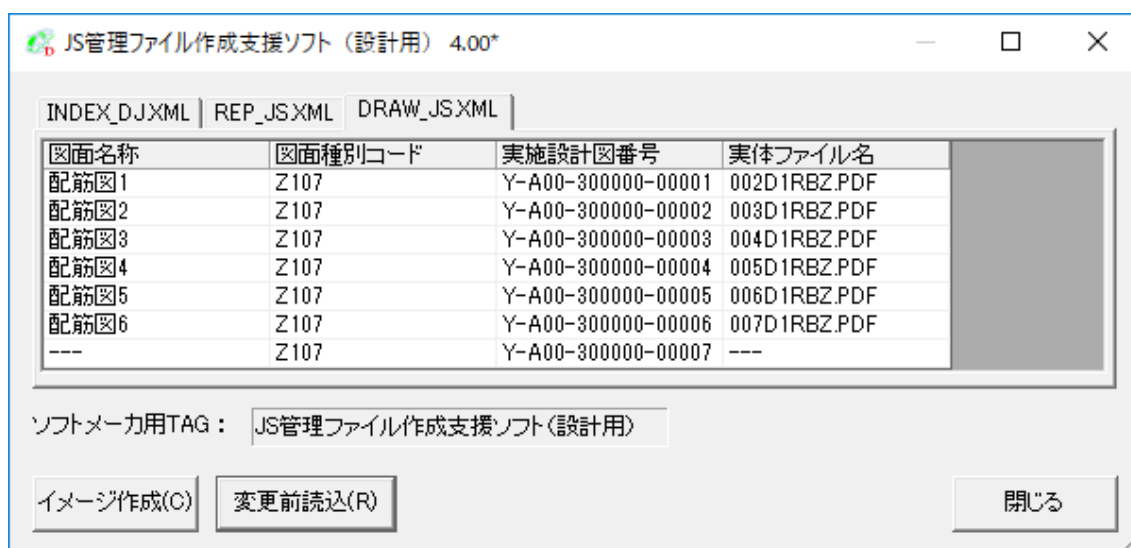 JS管理ファイル作成支援ソフト（設計用） 4.00*
INDEX_DJ.XML REP_JS.XML DRAW_JS.XML
図面名称 図面種別コード 実施設計図番号 実体ファイル名
配筋図1 Z107 Y-A00-300000-00001 002D1RBZ.PDF
配筋図2 Z107 Y-A00-300000-00002 003D1RBZ.PDF
配筋図3 Z107 Y-A00-300000-00003 004D1RBZ.PDF
配筋図4 Z107 Y-A00-300000-00004 005D1RBZ.PDF
配筋図5 Z107 Y-A00-300000-00005 006D1RBZ.PDF
配筋図6 Z107 Y-A00-300000-00006 007D1RBZ.PDF
--- Z107 Y-A00-300000-00007 ---
ソフトメーカ用TAG： JS管理ファイル作成支援ソフト(設計用)
イメージ作成(C) 変更前読込(R) 閉じる